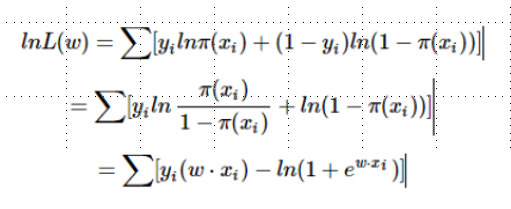 lnL(w) = ∑[y_i lnπ(x_i) + (1 − y_i)ln(1 − π(x_i))]
= ∑[y_i ln π(x_i) / 1 − π(x_i) + ln(1 − π(x_i))]
= ∑[y_i(w · x_i) − ln(1 + e^{w·x_i})]